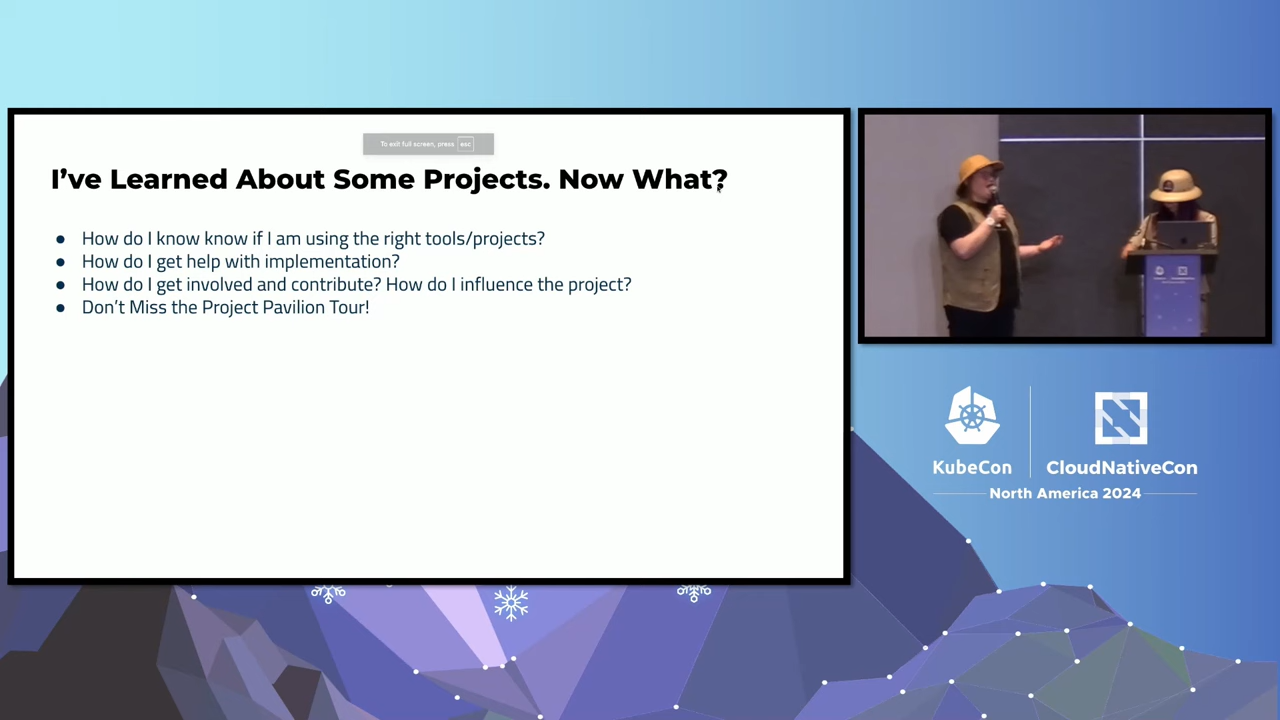 To exit full screen, press esc
I've Learned About Some Projects. Now What?
● How do I know know if I am using the right tools/projects?
● How do I get help with implementation?
● How do I get involved and contribute? How do I influence the project?
● Don't Miss the Project Pavilion Tour!
KubeCon
CloudNativeCon
North America 2024